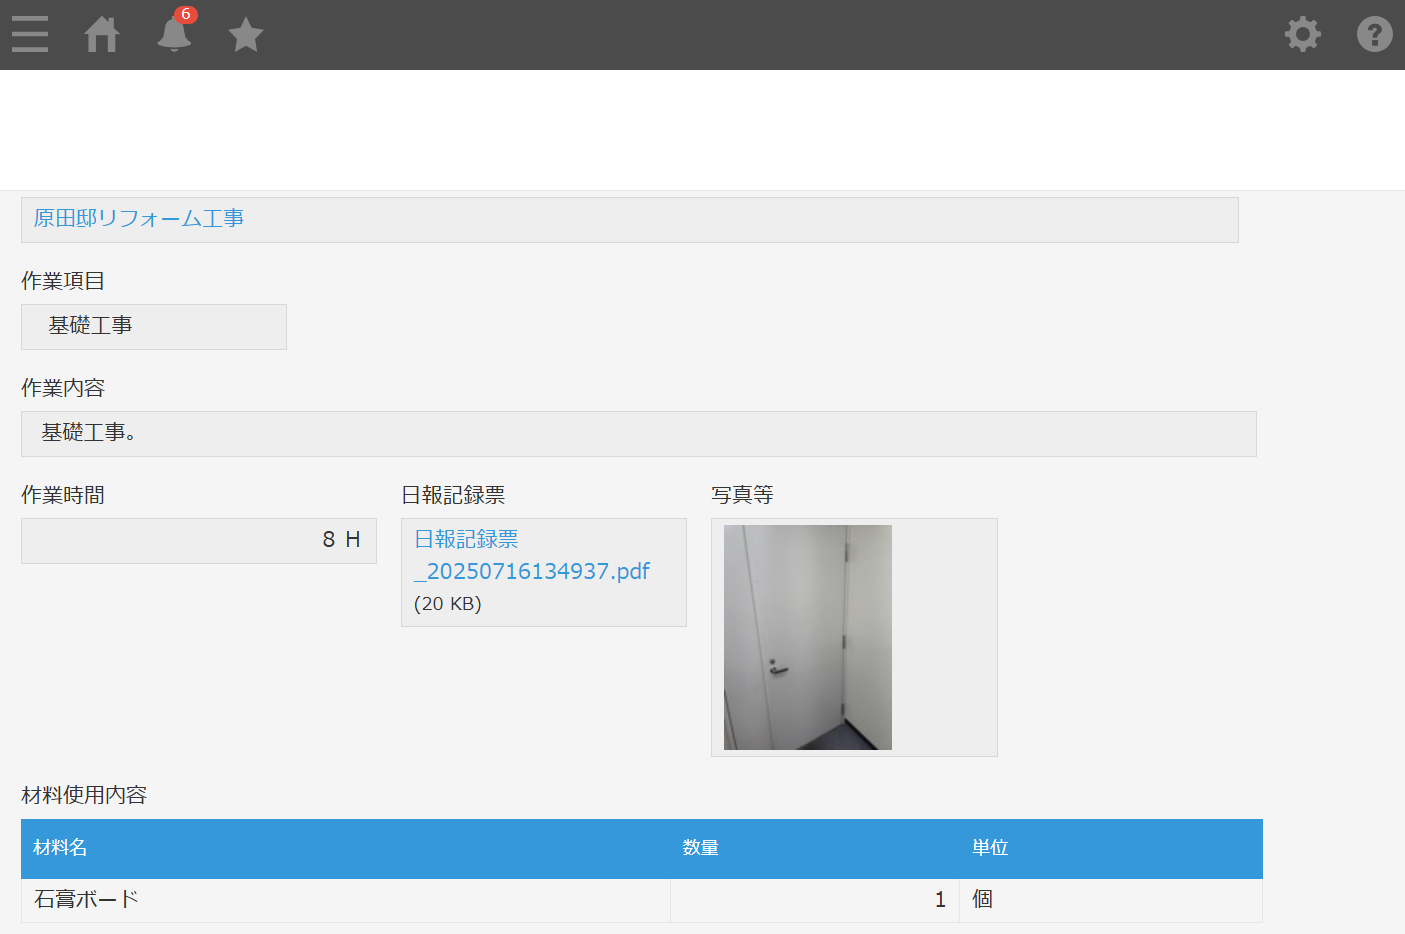 6
?
原田邸リフォーム工事
作業項目
基礎工事
作業内容
基礎工事。
作業時間
8 H
日報記録票
日報記録票
_20250716134937.pdf
(20 KB)
写真等
材料使用内容
材料名 数量 単位
石膏ボード 1 個